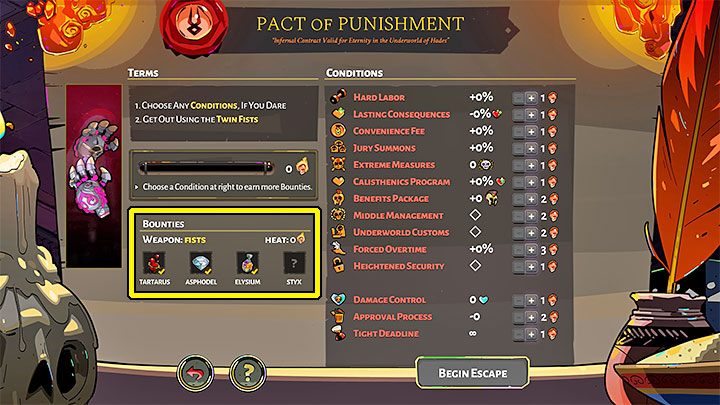 PACT OF PUNISHMENT
"Infernal Contract Valid for Eternity in the Underworld of Hades"
TERMS
1. CHOOSE ANY CONDITIONS, IF YOU DARE
2. GET OUT USING THE TWIN FISTS
0
CHOOSE A CONDITION AT RIGHT TO EARN MORE BOUNTIES.
BOUNTIES
WEAPON: FISTS HEAT: 0
TARTARUS ASPHODEL ELYSIUM ? STYX
CONDITIONS
HARD LABOR +0% + 1
LASTING CONSEQUENCES -0% + 1
CONVENIENCE FEE +0% + 1
JURY SUMMONS +0% + 1
EXTREME MEASURES +0 + 1
CALISTHENICS PROGRAM +0% + 1
BENEFITS PACKAGE +0 + 2
MIDDLE MANAGEMENT + 2
UNDERWORLD CUSTOMS + 2
FORCED OVERTIME +0% + 3
HEIGHTENED SECURITY + 1
DAMAGE CONTROL 0 + 1
APPROVAL PROCESS -0 + 2
TIGHT DEADLINE ∞ + 1
?
BEGIN ESCAPE